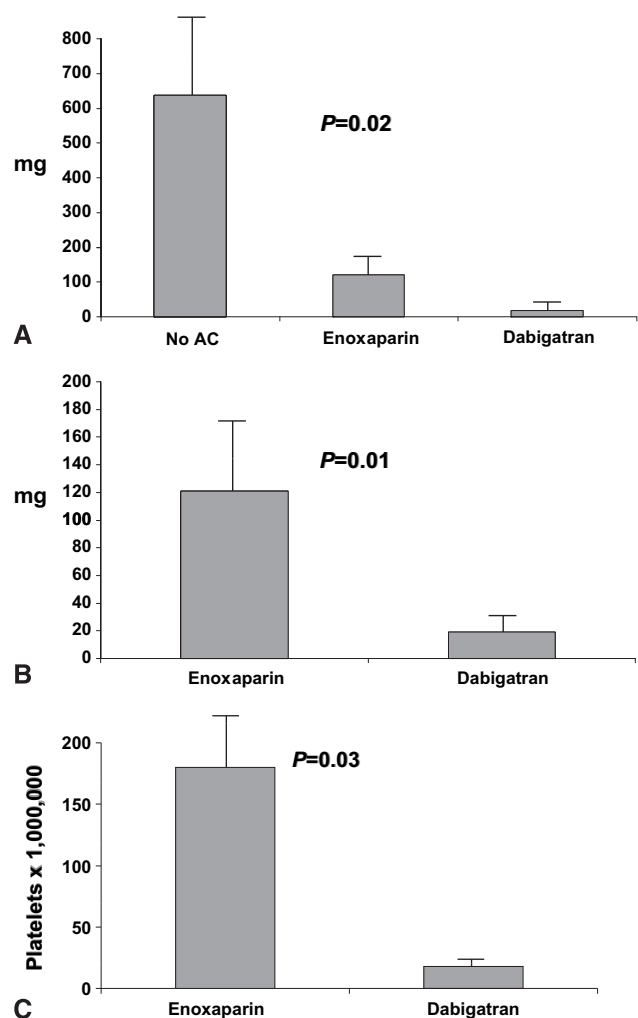 800
700
P=0.02
600
500
mg
400
300
200
100
0
A
No AC
Enoxaparin
Dabigatran
200
180
160
P=0.01
140
mg
120
100
80
60
40
20
0
B
Enoxaparin
Dabigatran
Platelets x 1,000,000
200
P=0.03
150
100
50
0
C
Enoxaparin
Dabigatran